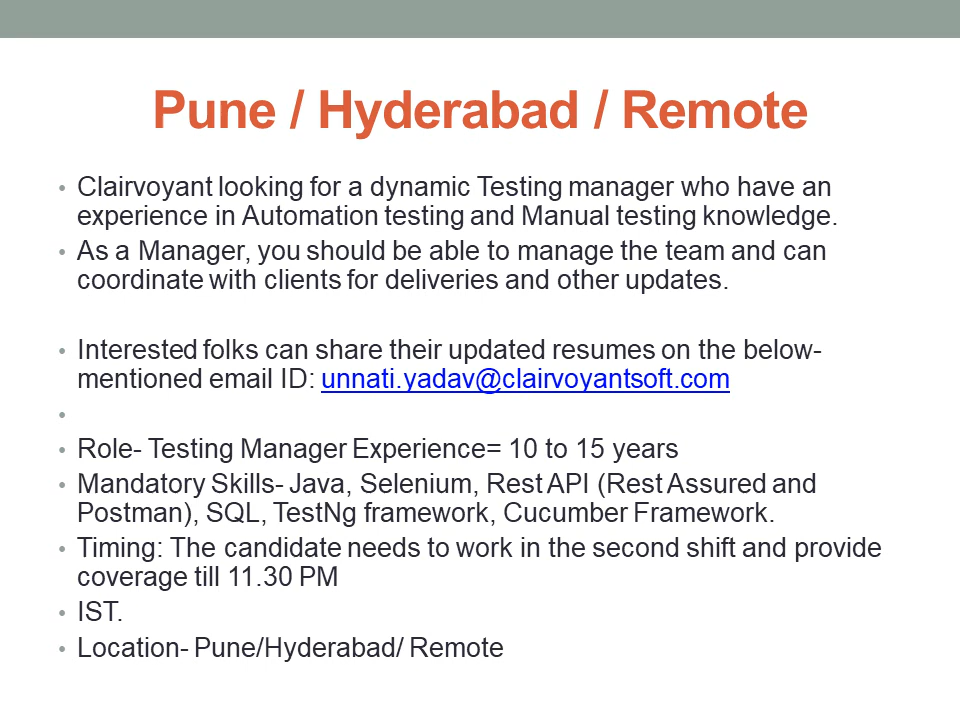 Pune / Hyderabad / Remote
• Clairvoyant looking for a dynamic Testing manager who have an
experience in Automation testing and Manual testing knowledge.
• As a Manager, you should be able to manage the team and can
coordinate with clients for deliveries and other updates.
• Interested folks can share their updated resumes on the below-
mentioned email ID: unnati.yadav@clairvoyantsoft.com
•
• Role- Testing Manager Experience= 10 to 15 years
• Mandatory Skills- Java, Selenium, Rest API (Rest Assured and
Postman), SQL, TestNg framework, Cucumber Framework.
• Timing: The candidate needs to work in the second shift and provide
coverage till 11.30 PM
• IST.
• Location- Pune/Hyderabad/ Remote